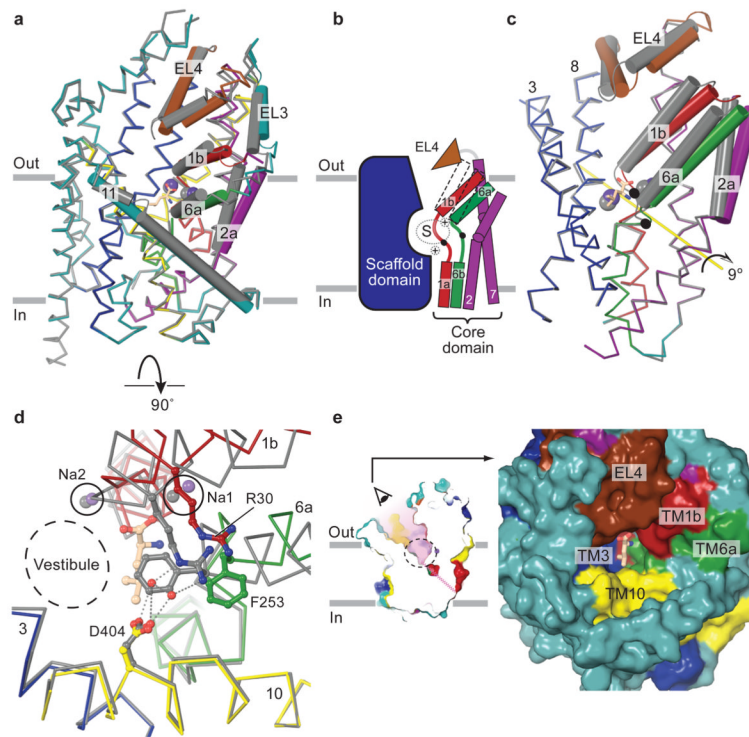 a
EL4
EL3
1b
Out
11
6a
2a
In
90°
b
EL4
Out
1b
6a
S
Scaffold
domain
1a
6b
2
7
In
Core
domain
c
EL4
8
3
1b
6a
2a
9°
d
1b
Na2
Na1
R30
6a
Vestibule
F253
D404
3
10
e
EL4
Out
TM1b
TM3
TM6a
In
TM10